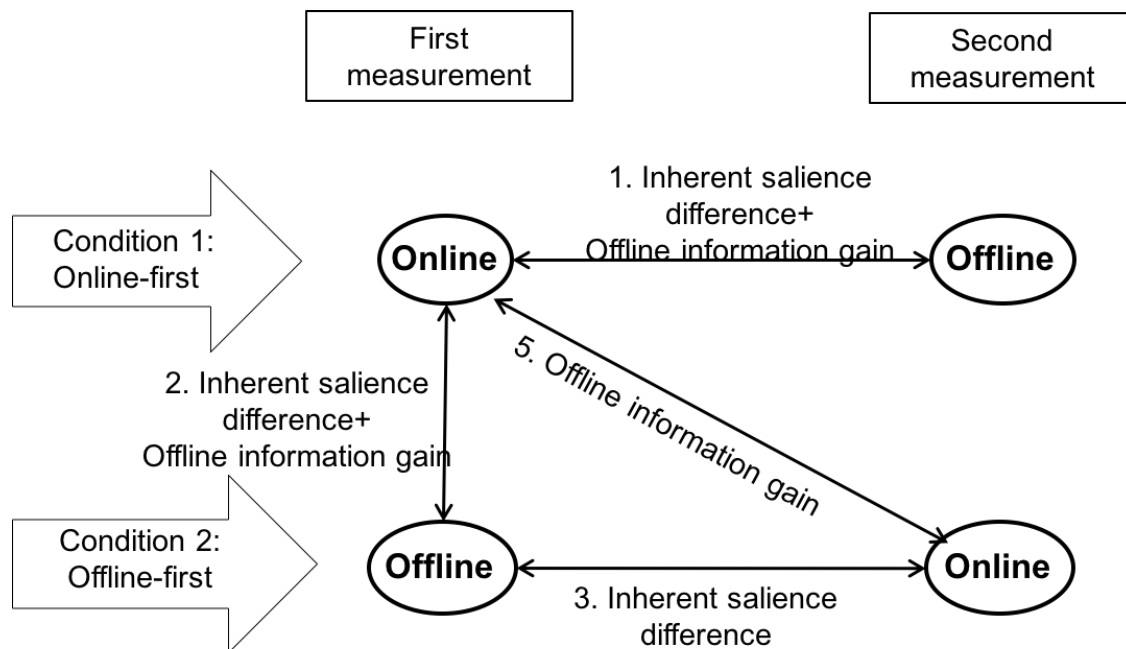 First
measurement
Second
measurement
1. Inherent salience
difference+
Offline information gain
Condition 1:
Online-first
Online
Offline
2. Inherent salience
difference+
Offline information gain
5. Offline information gain
Condition 2:
Offline-first
Offline
Online
3. Inherent salience
difference